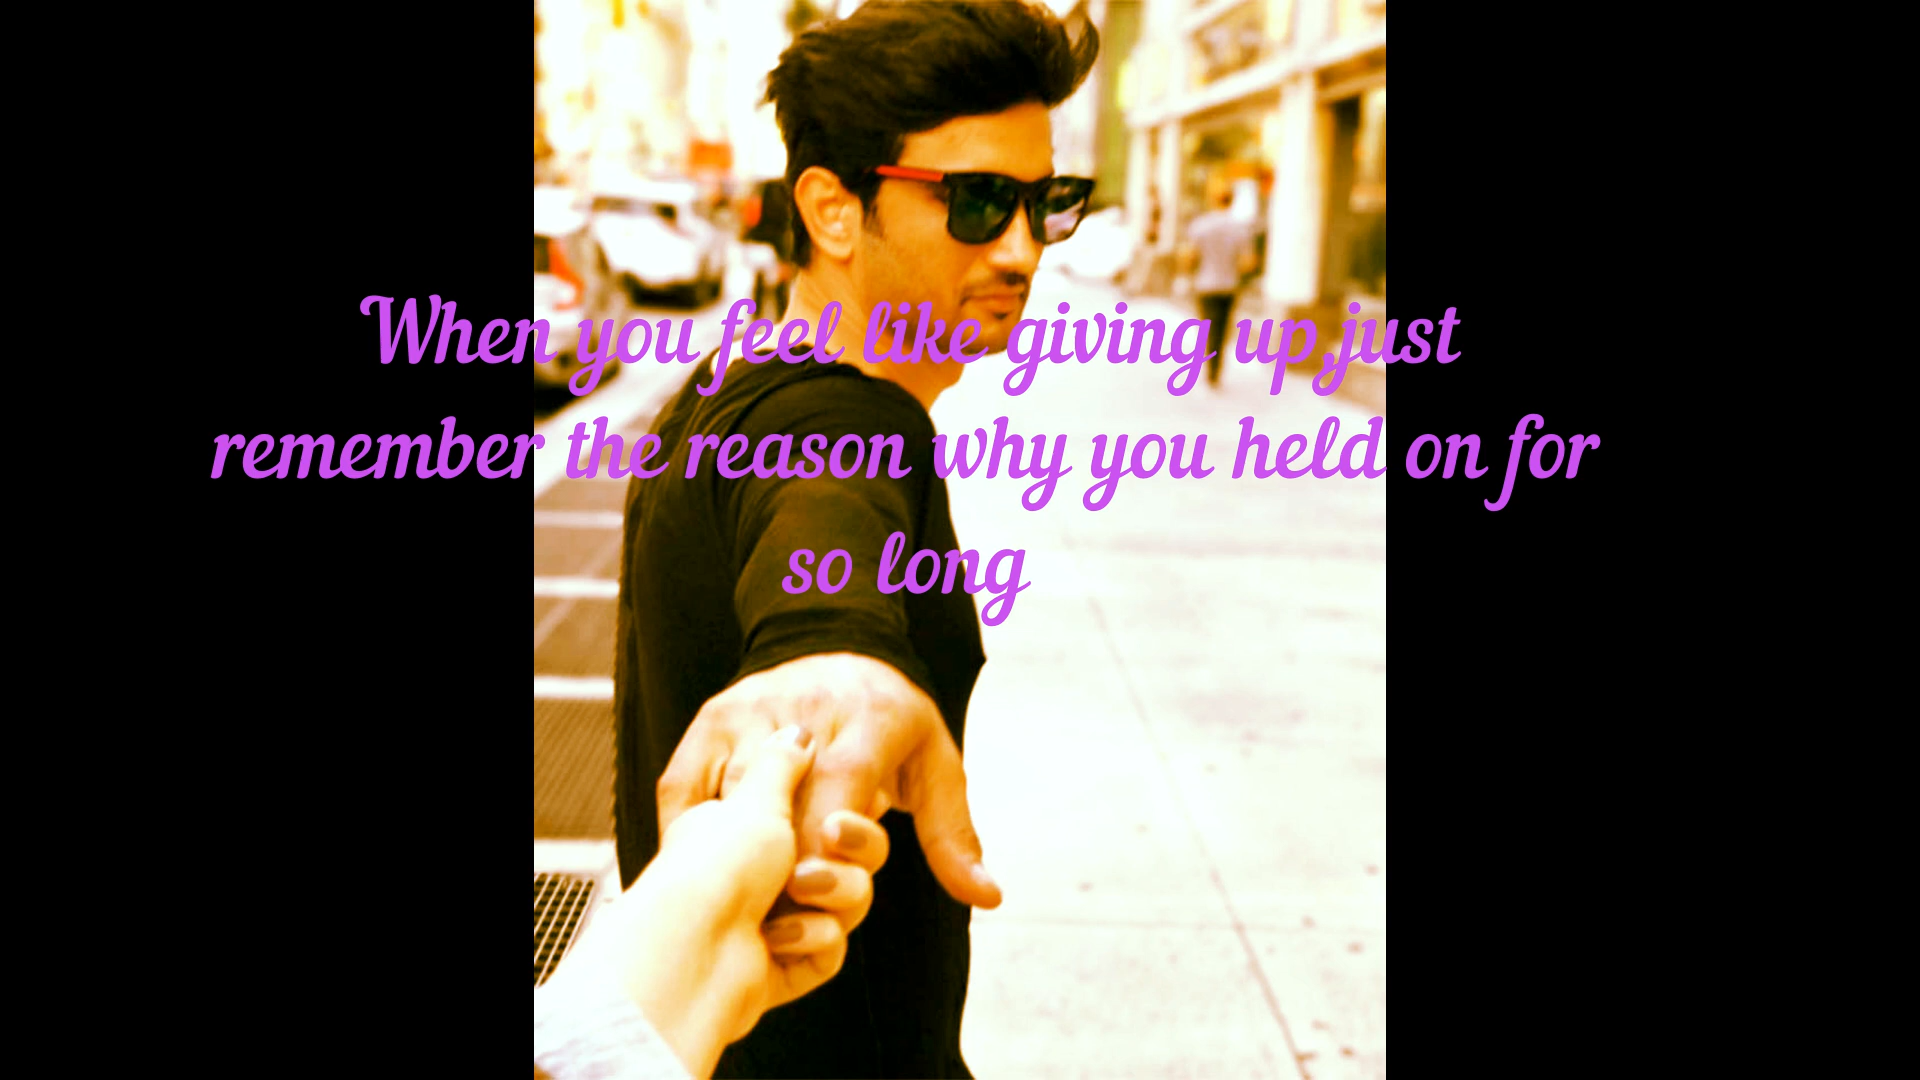 When you feel like giving up,just
remember the reason why you held on for
so long